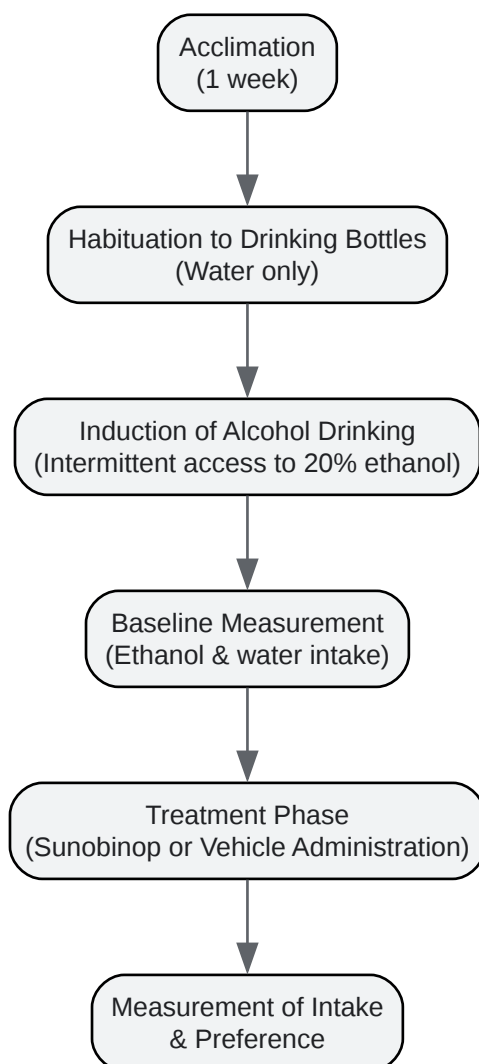 Acclimation
(1 week)
Habituation to Drinking Bottles
(Water only)
Induction of Alcohol Drinking
(Intermittent access to 20% ethanol)
Baseline Measurement
(Ethanol & water intake)
Treatment Phase
(Sunobinop or Vehicle Administration)
Measurement of Intake
& Preference